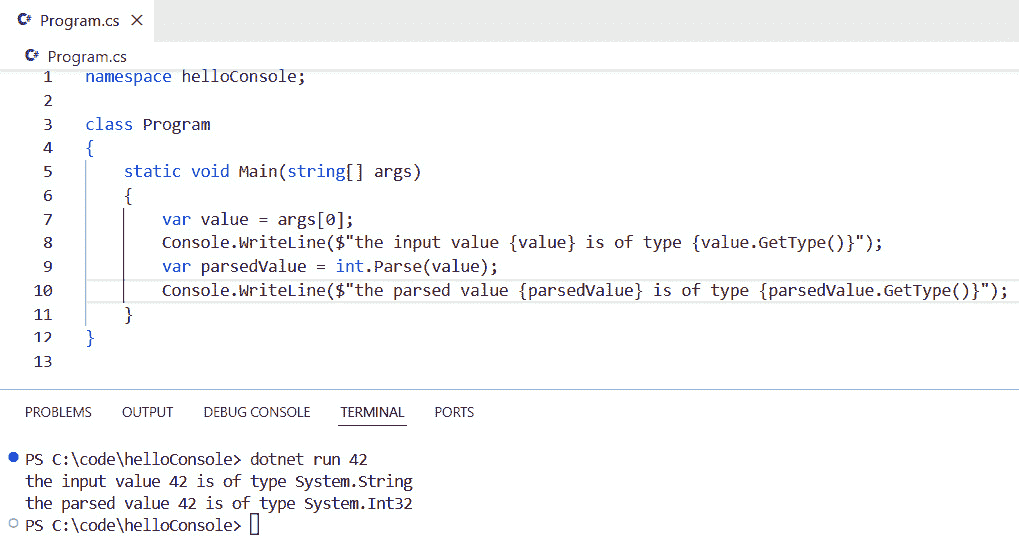 C# Program.cs ×
C# Program.cs
1 namespace helloConsole;
2
3 class Program
4 {
5     static void Main(string[] args)
6     {
7         var value = args[0];
8         Console.WriteLine($"the input value {value} is of type {value.GetType()}");
9         var parsedValue = int.Parse(value);
10         Console.WriteLine($"the parsed value {parsedValue} is of type {parsedValue.GetType()}");
11     }
12 }
13
PROBLEMS OUTPUT DEBUG CONSOLE TERMINAL PORTS
PS C:\code\helloConsole> dotnet run 42
the input value 42 is of type System.String
the parsed value 42 is of type System.Int32
PS C:\code\helloConsole>